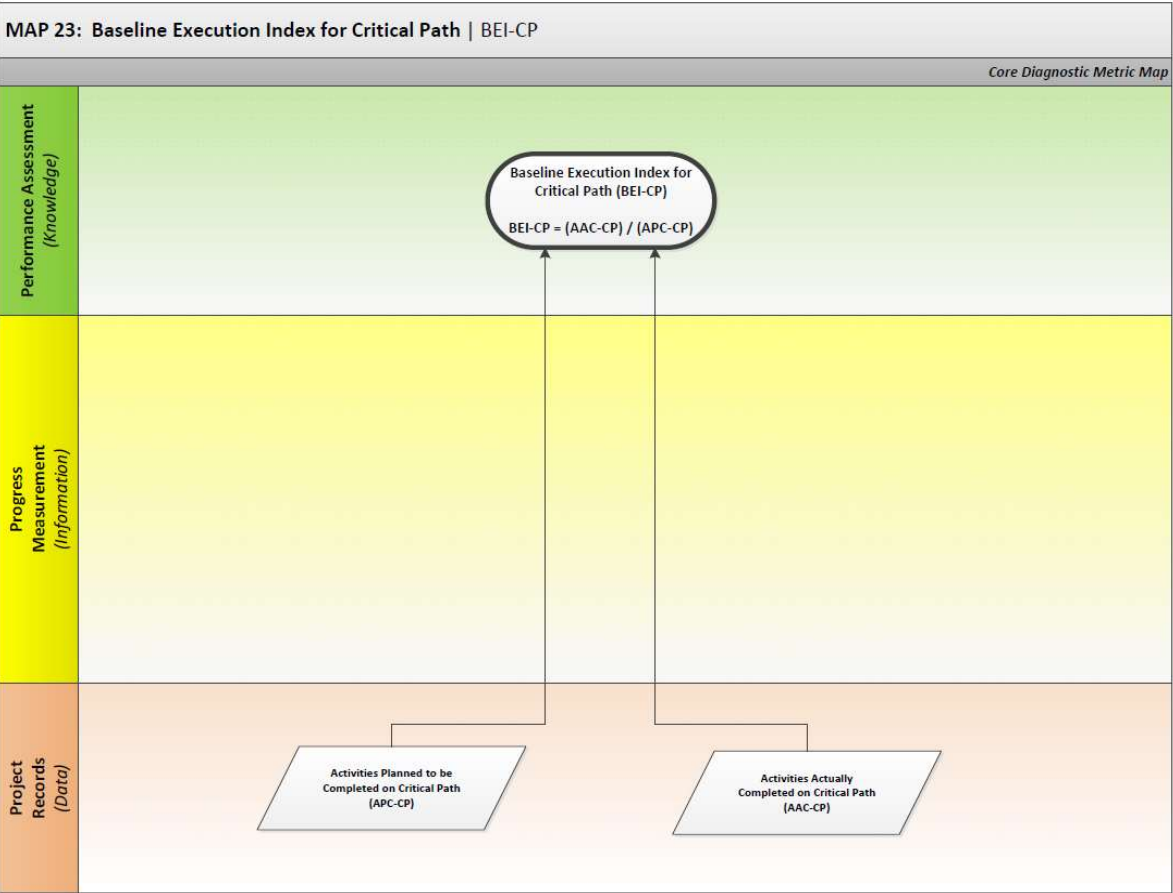 MAP 23: Baseline Execution Index for Critical Path | BEI-CP
Core Diagnostic Metric Map
Performance Assessment
(Knowledge)
Baseline Execution Index for
Critical Path (BEI-CP)
BEI-CP = (AAC-CP) / (APC-CP)
Progress
Measurement
(Information)
Project
Records
(Data)
Activities Planned to be
Completed on Critical Path
(APC-CP)
Activities Actually
Completed on Critical Path
(AAC-CP)